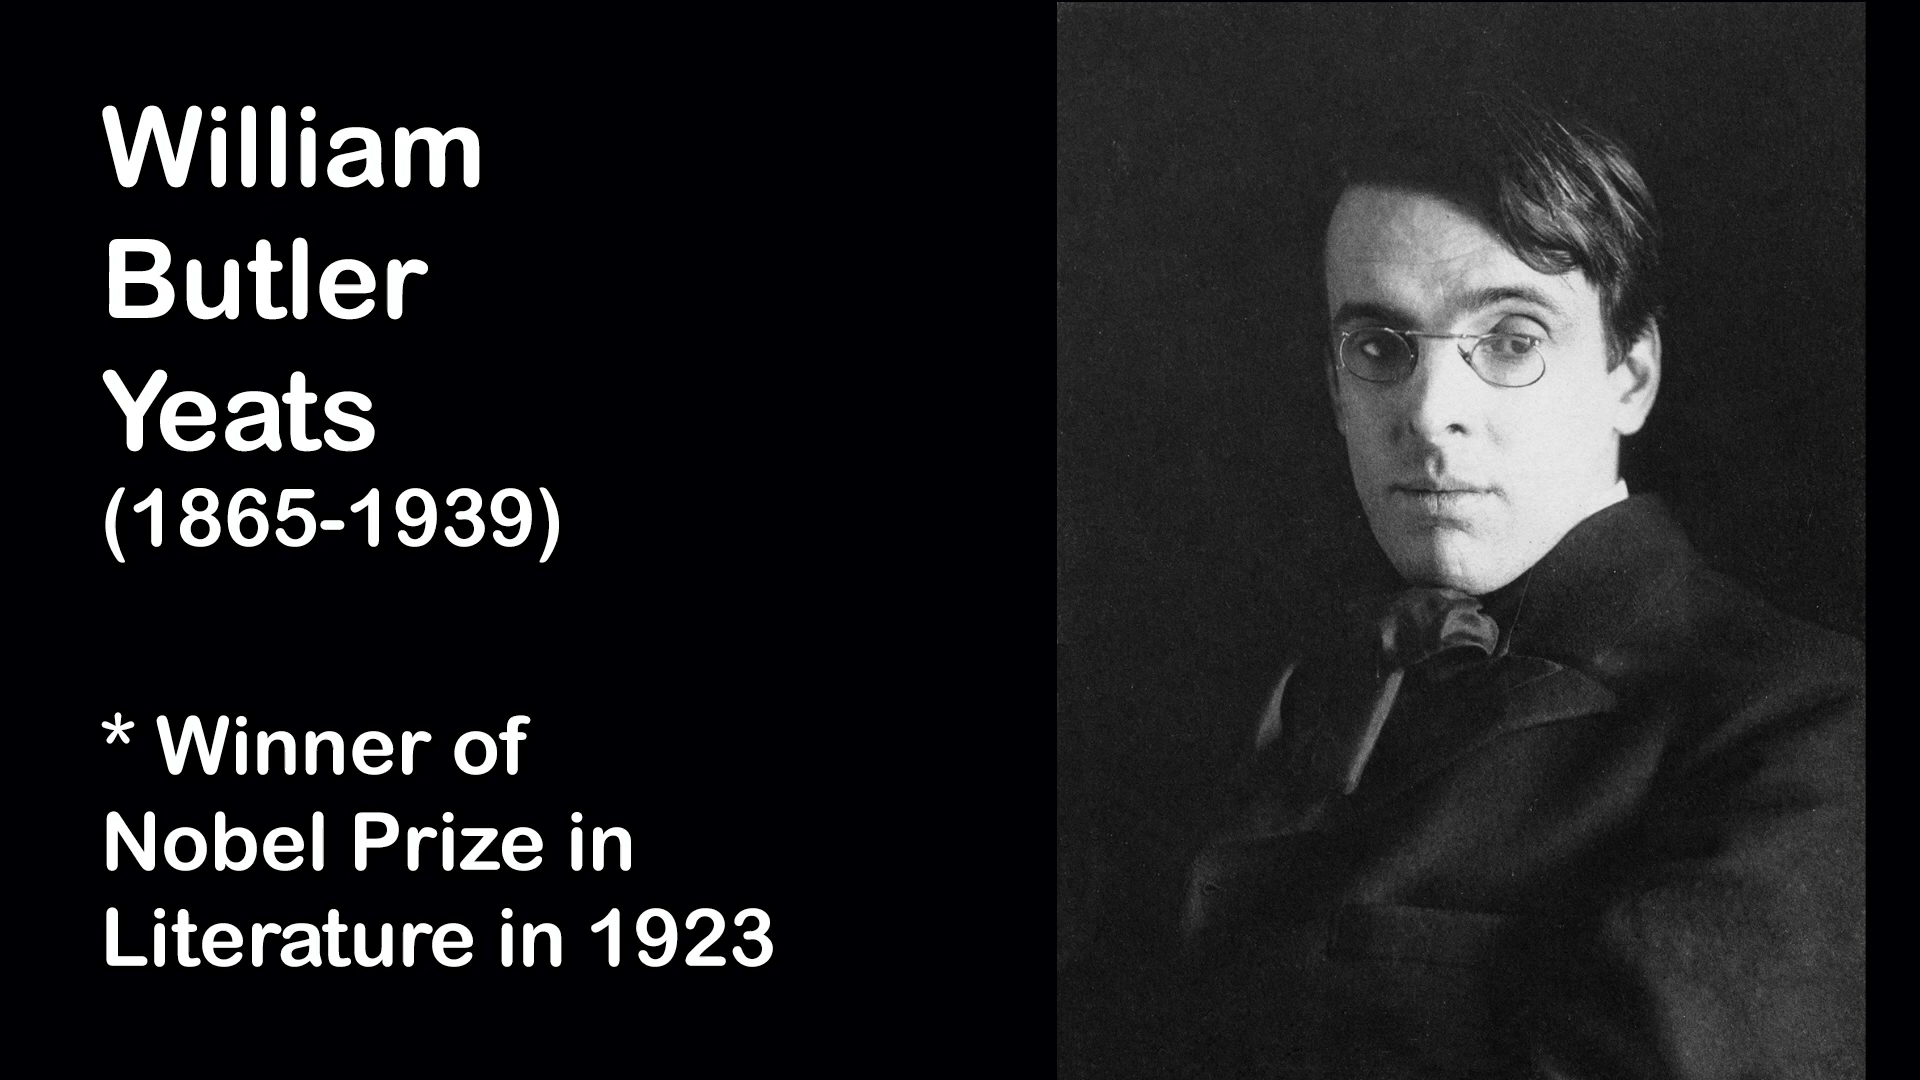 William
Butler
Yeats
(1865-1939)
* Winner of
Nobel Prize in
Literature in 1923